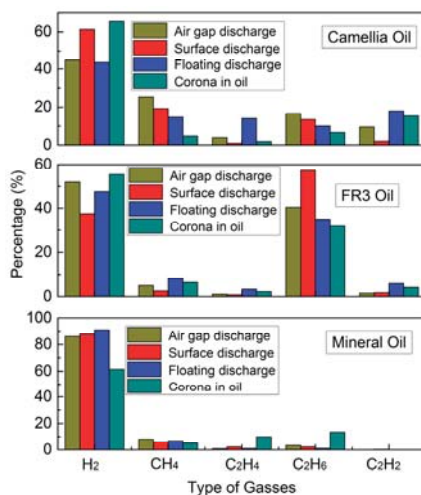 60
40
20
0
Air gap discharge
Surface discharge
Floating discharge
Corona in oil
Camellia Oil
60
40
20
0
Air gap discharge
Surface discharge
Floating discharge
Corona in oil
FR3 Oil
Percentage (%)
100
80
60
40
20
0
Air gap discharge
Surface discharge
Floating discharge
Corona in oil
Mineral Oil
H2 CH4 C2H4 C2H6 C2H2
Type of Gasses